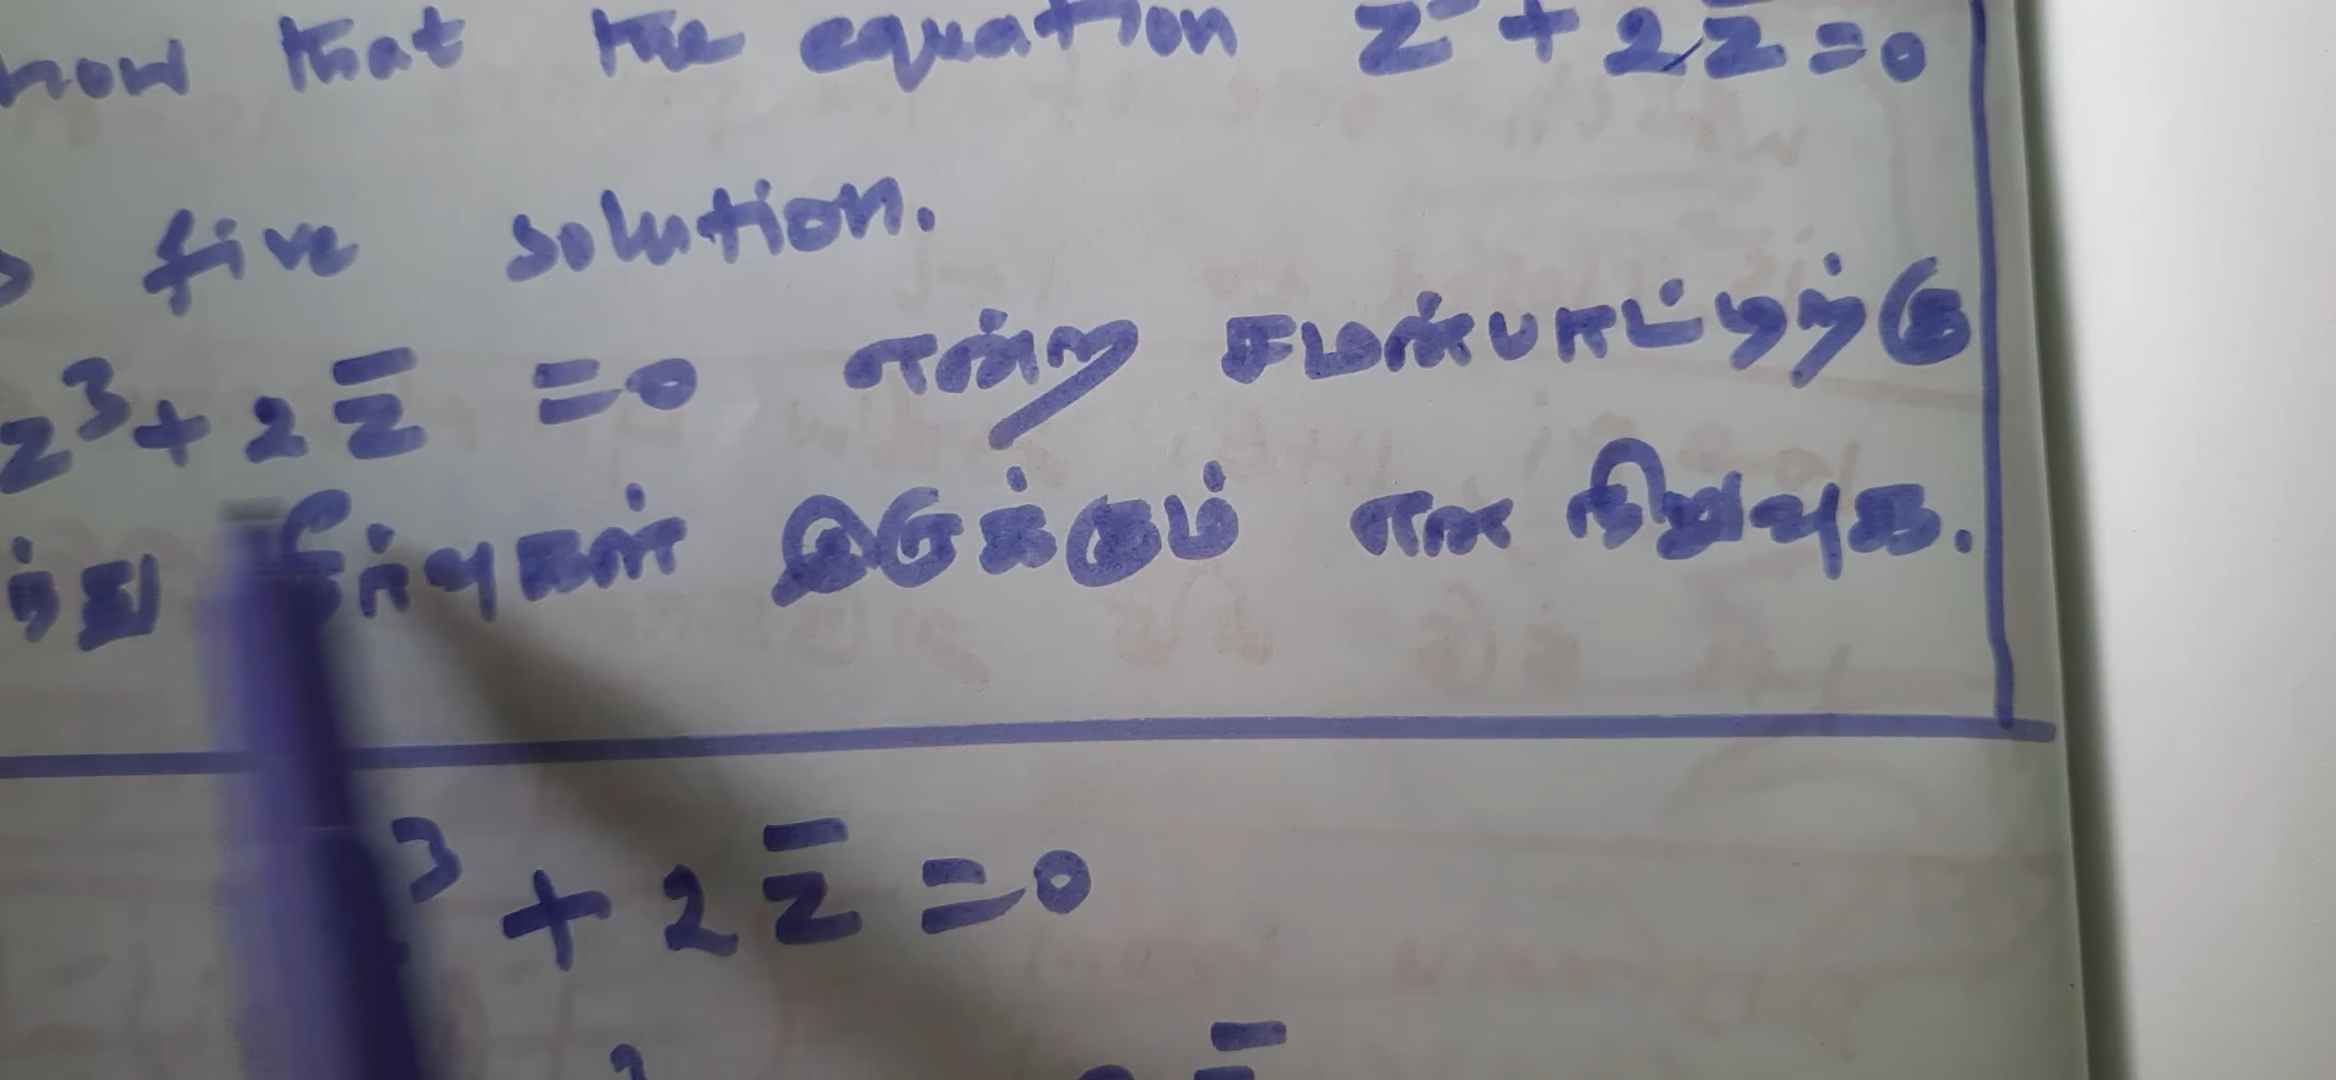 how that the equation z + 2z̄ = 0
five solution.
z³ + 2z̄ = 0 என்ற சமன்பாட்டிற்கு
ந்து தீர்வுகள் இருக்கும் என நிறுவுக.
³ + 2z̄ = 0